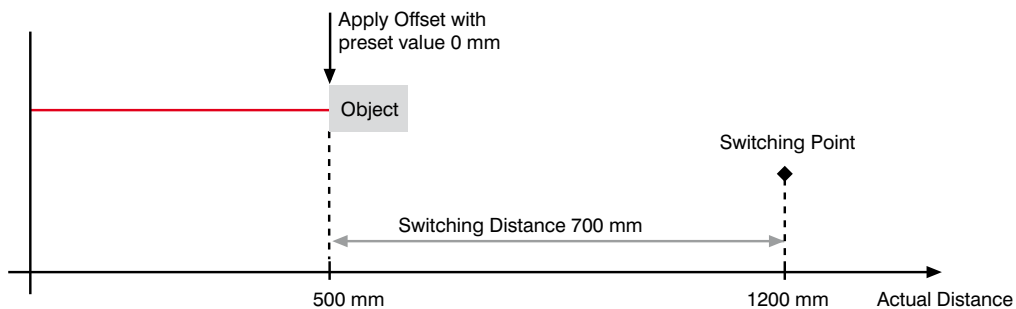 Apply Offset with
preset value 0 mm
Object
Switching Point
Switching Distance 700 mm
500 mm
1200 mm
Actual Distance